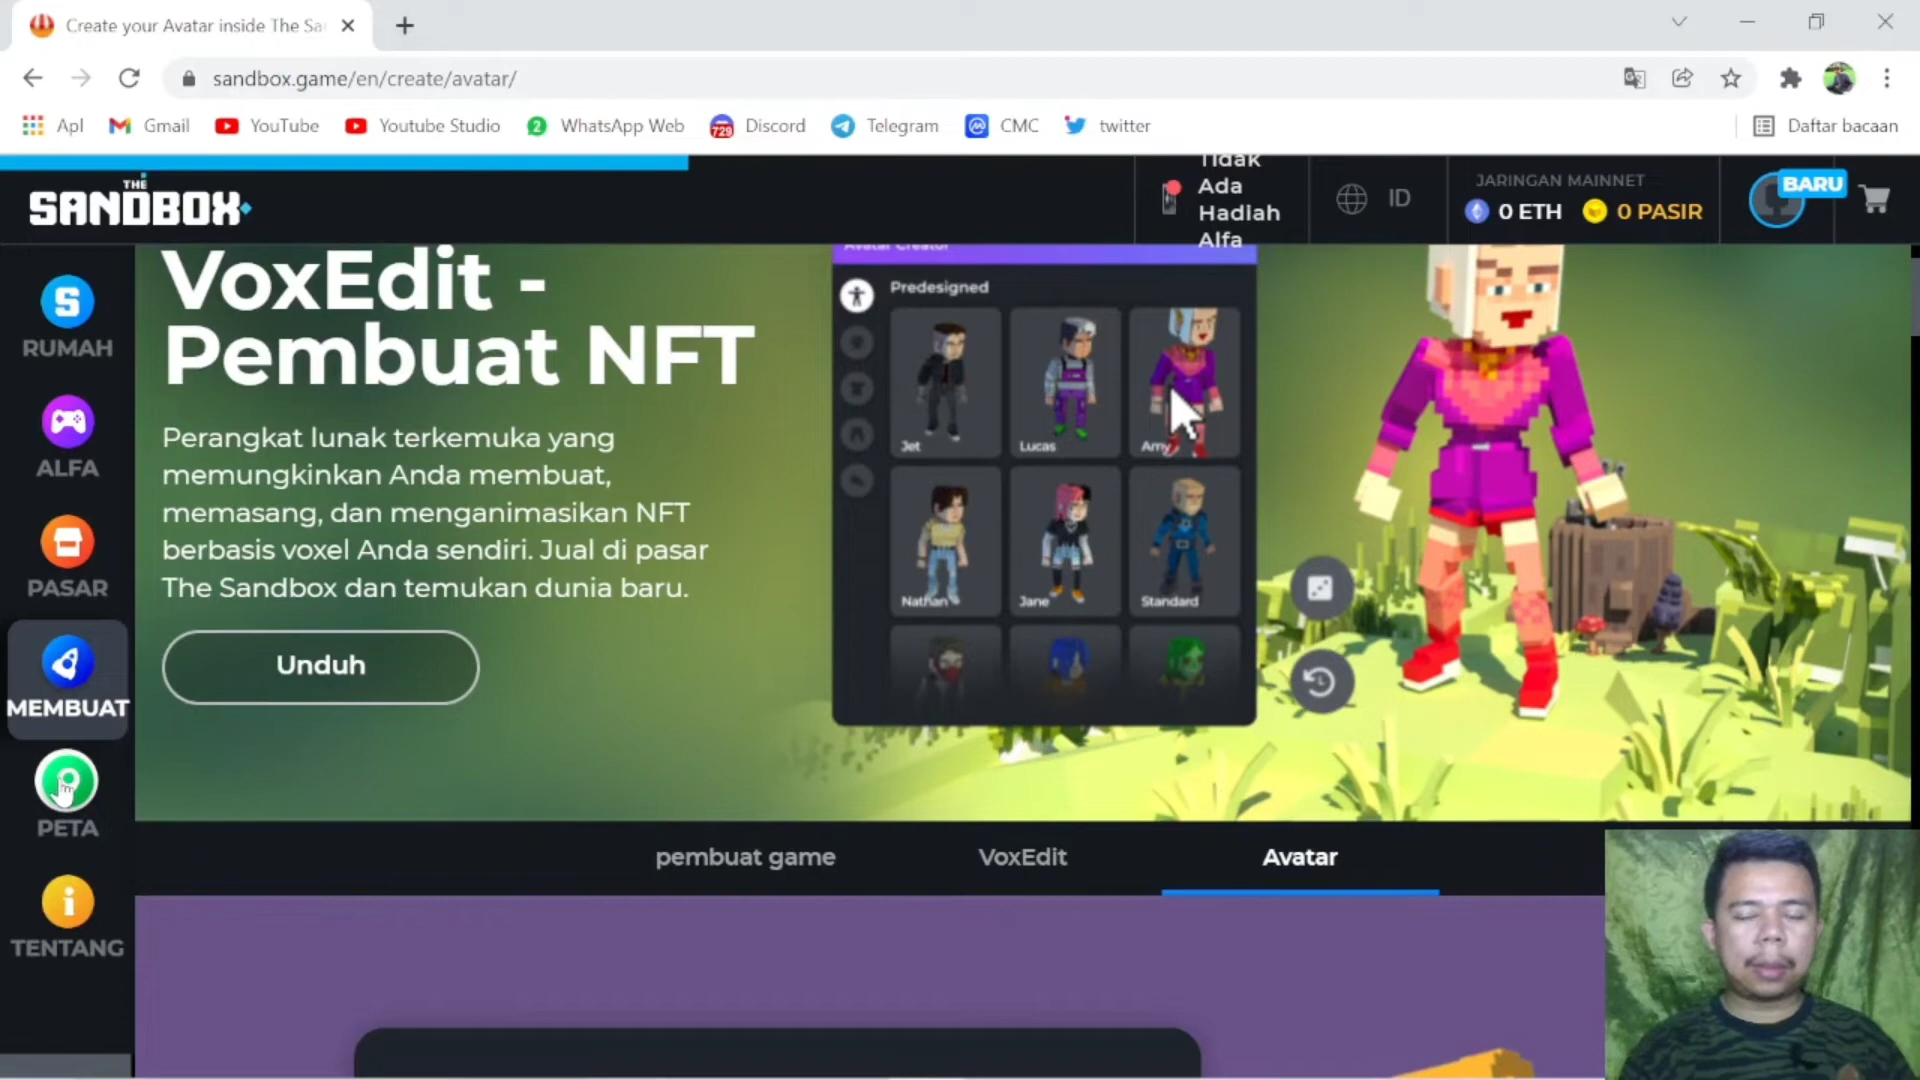 Create your Avatar inside The Sa
sandbox.game/en/create/avatar/
Apl
Gmail
YouTube
Youtube Studio
2
WhatsApp Web
729
Discord
Telegram
CMC
twitter
Daftar bacaan
THE
SANDBOX
Tidak
Ada
Hadiah
Alfa
ID
JARINGAN MAINNET
0 ETH
0 PASIR
BARU
S
RUMAH
ALFA
PASAR
MEMBUAT
PETA
i
TENTANG
VoxEdit -
Pembuat NFT
Perangkat lunak terkemuka yang
memungkinkan Anda membuat,
memasang, dan menganimasikan NFT
berbasis voxel Anda sendiri. Jual di pasar
The Sandbox dan temukan dunia baru.
Unduh
Avatar Creator
Predesigned
Jet
Lucas
Amy
Nathan
Jane
Standard
pembuat game
VoxEdit
Avatar